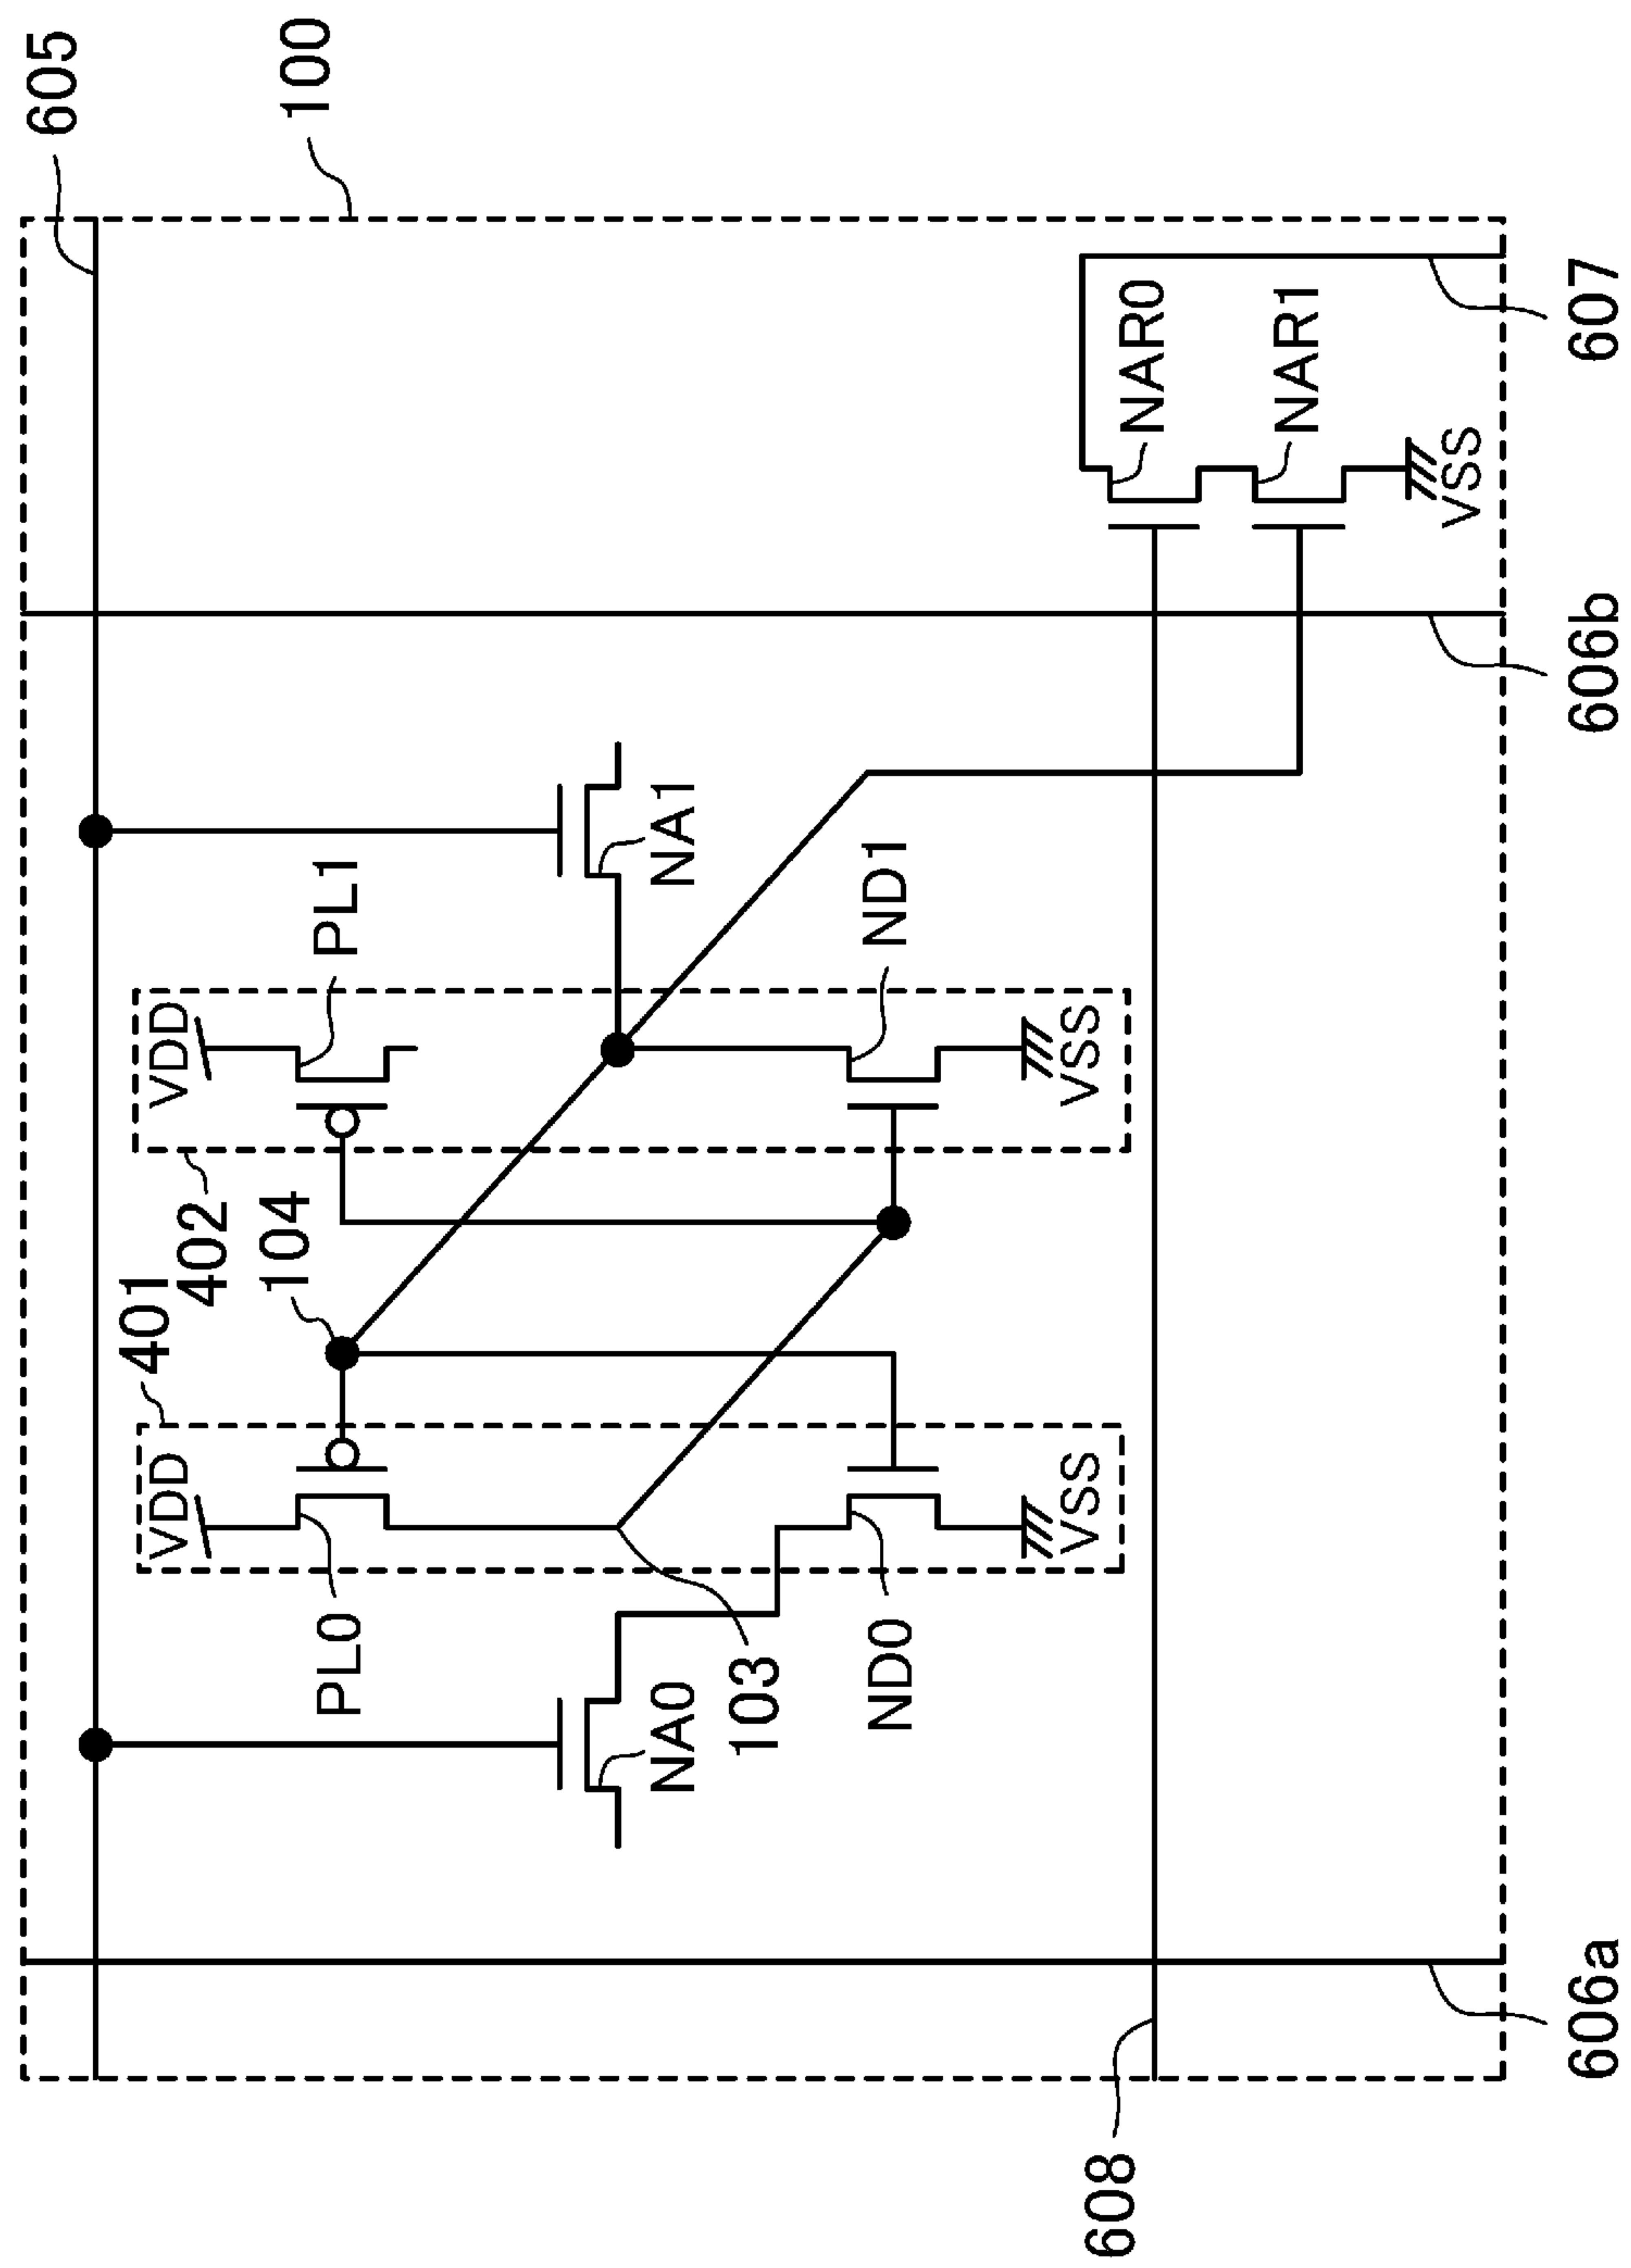 605
100
401
402
104
VDD
VDD
PL0
PL1
NA0
NA1
103
ND0
ND1
VSS
VSS
608
NAR0
NAR1
VSS
606a
606b
607